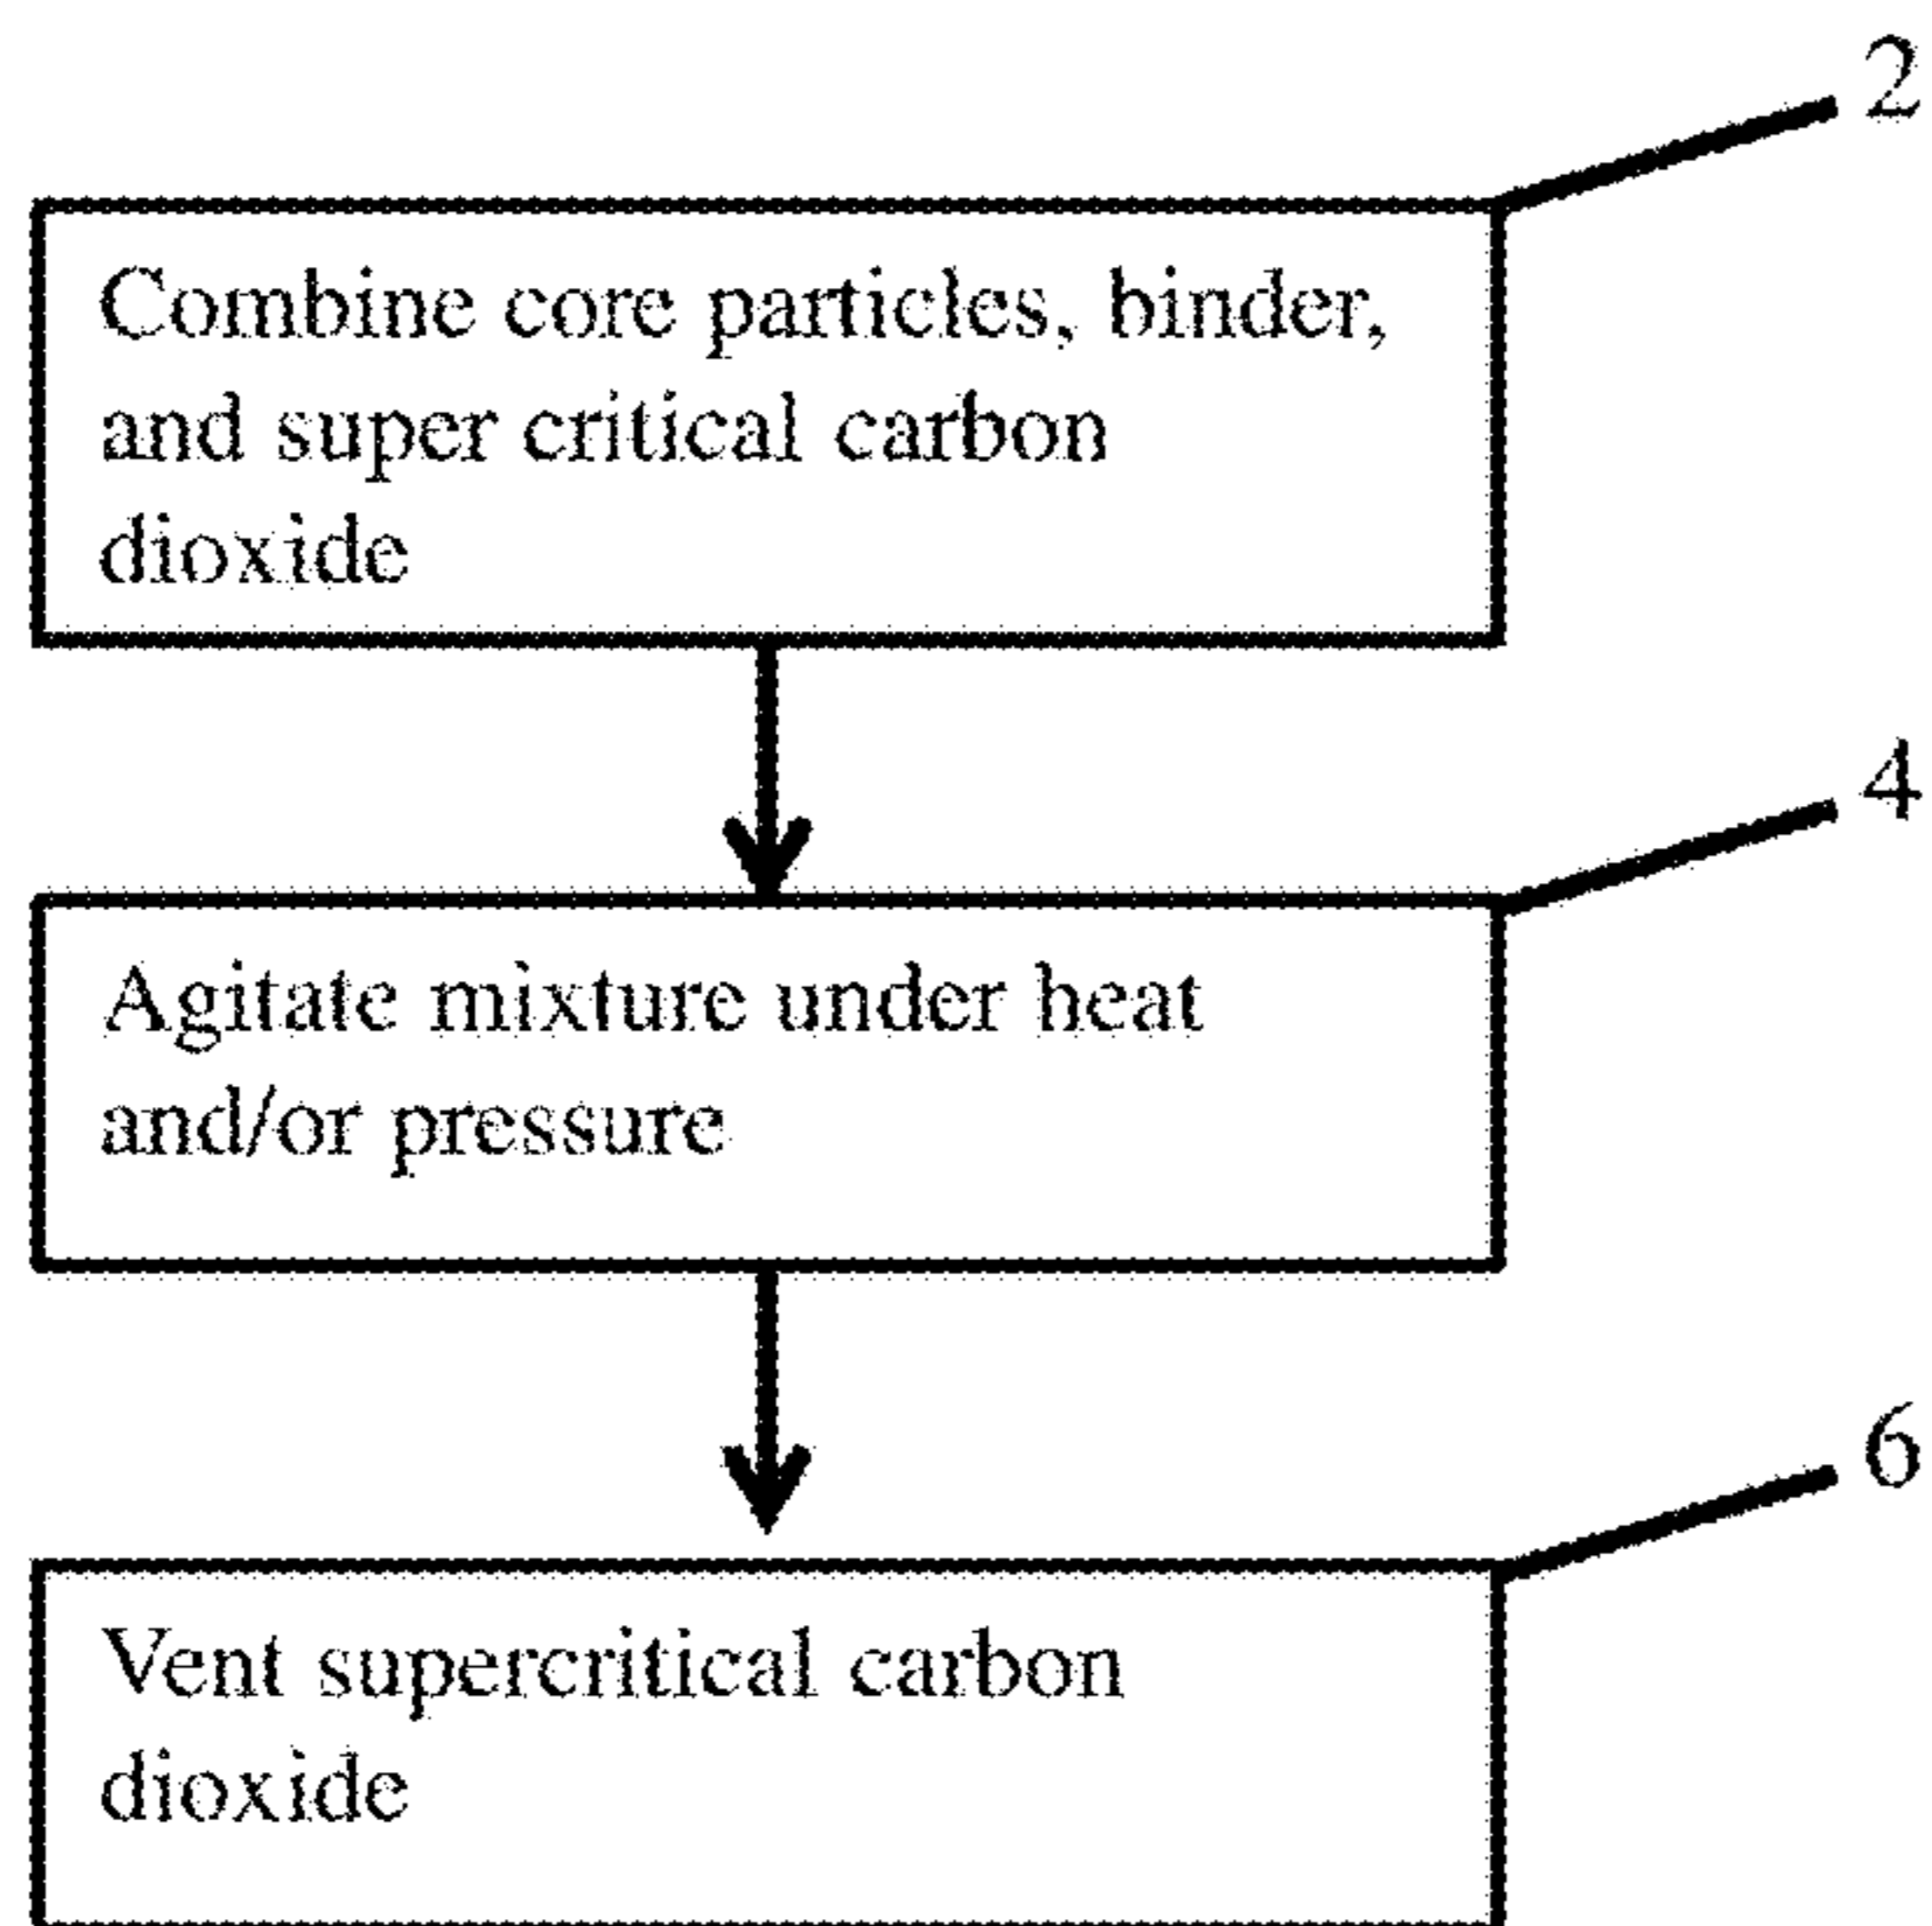 2
Combine core particles, binder,
and super critical carbon
dioxide
4
Agitate mixture under heat
and/or pressure
6
Vent supercritical carbon
dioxide